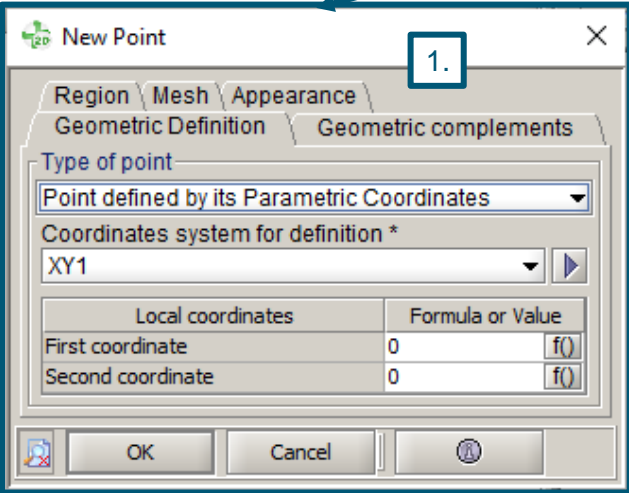 2D New Point
1.
Region Mesh Appearance
Geometric Definition Geometric complements
Type of point
Point defined by its Parametric Coordinates
Coordinates system for definition *
XY1
Local coordinates Formula or Value
First coordinate 0 f()
Second coordinate 0 f()
OK Cancel